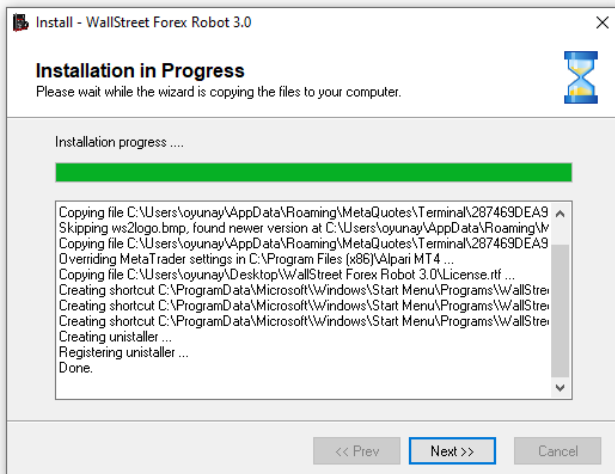 Install - WallStreet Forex Robot 3.0
Installation in Progress
Please wait while the wizard is copying the files to your computer.
Installation progress ....
Copying file C:\Users\oyunay\AppData\Roaming\MetaQuotes\Terminal\287469DEA9
Skipping ws2logo.bmp, found newer version at C:\Users\oyunay\AppData\Roaming\M
Copying file C:\Users\oyunay\AppData\Roaming\MetaQuotes\Terminal\287469DEA9
Overriding MetaTrader settings in C:\Program Files (x86)\Alpari MT4 ...
Copying file C:\Users\oyunay\Desktop\WallStreet Forex Robot 3.0\License.rtf ...
Creating shortcut C:\ProgramData\Microsoft\Windows\Start Menu\Programs\WallStre
Creating shortcut C:\ProgramData\Microsoft\Windows\Start Menu\Programs\WallStre
Creating shortcut C:\ProgramData\Microsoft\Windows\Start Menu\Programs\WallStre
Creating unistaller ...
Registering unistaller ...
Done.
<< Prev
Next >>
Cancel